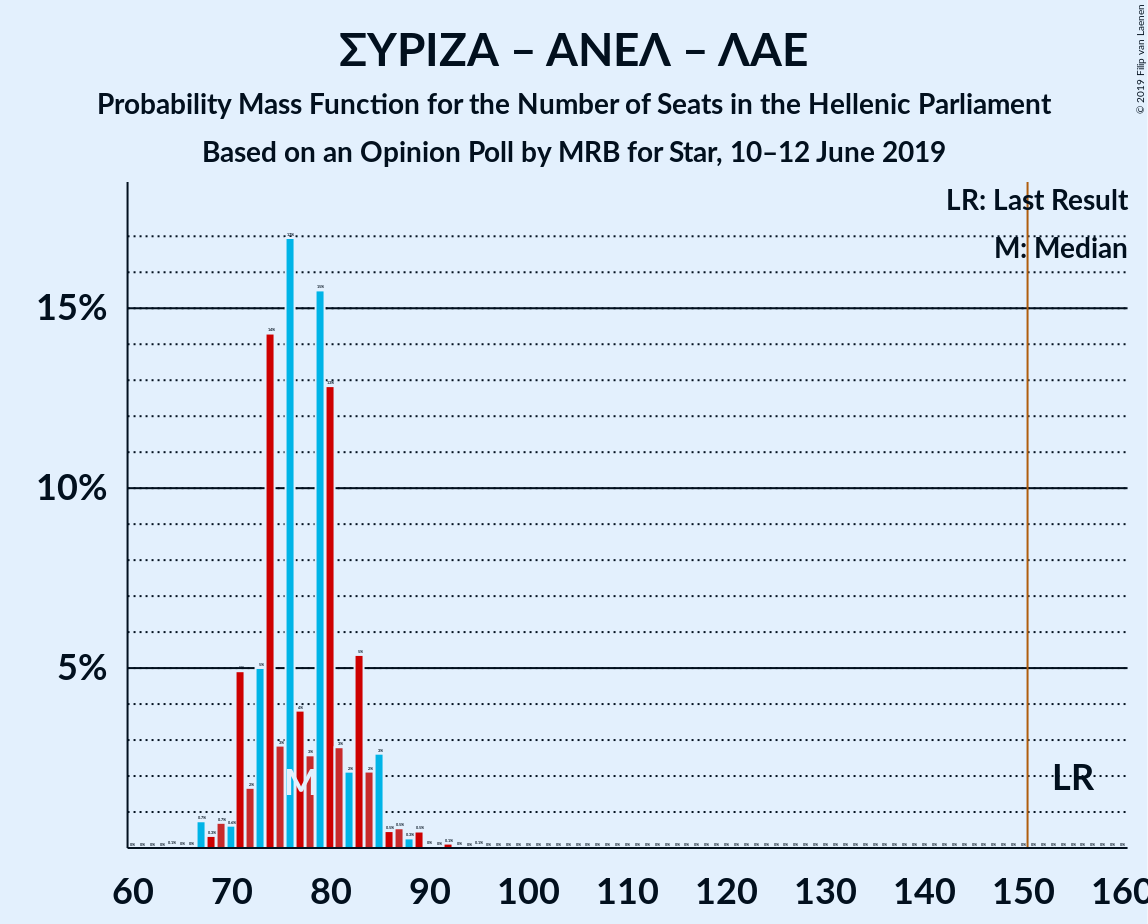 ΣΥΡΙΖΑ – ΑΝΕΛ – ΛΑΕ
Probability Mass Function for the Number of Seats in the Hellenic Parliament
Based on an Opinion Poll by MRB for Star, 10–12 June 2019
© 2019 Filip van Laenen
LR: Last Result
M: Median
15%
10%
5%
M
LR
60 70 80 90 100 110 120 130 140 150 160